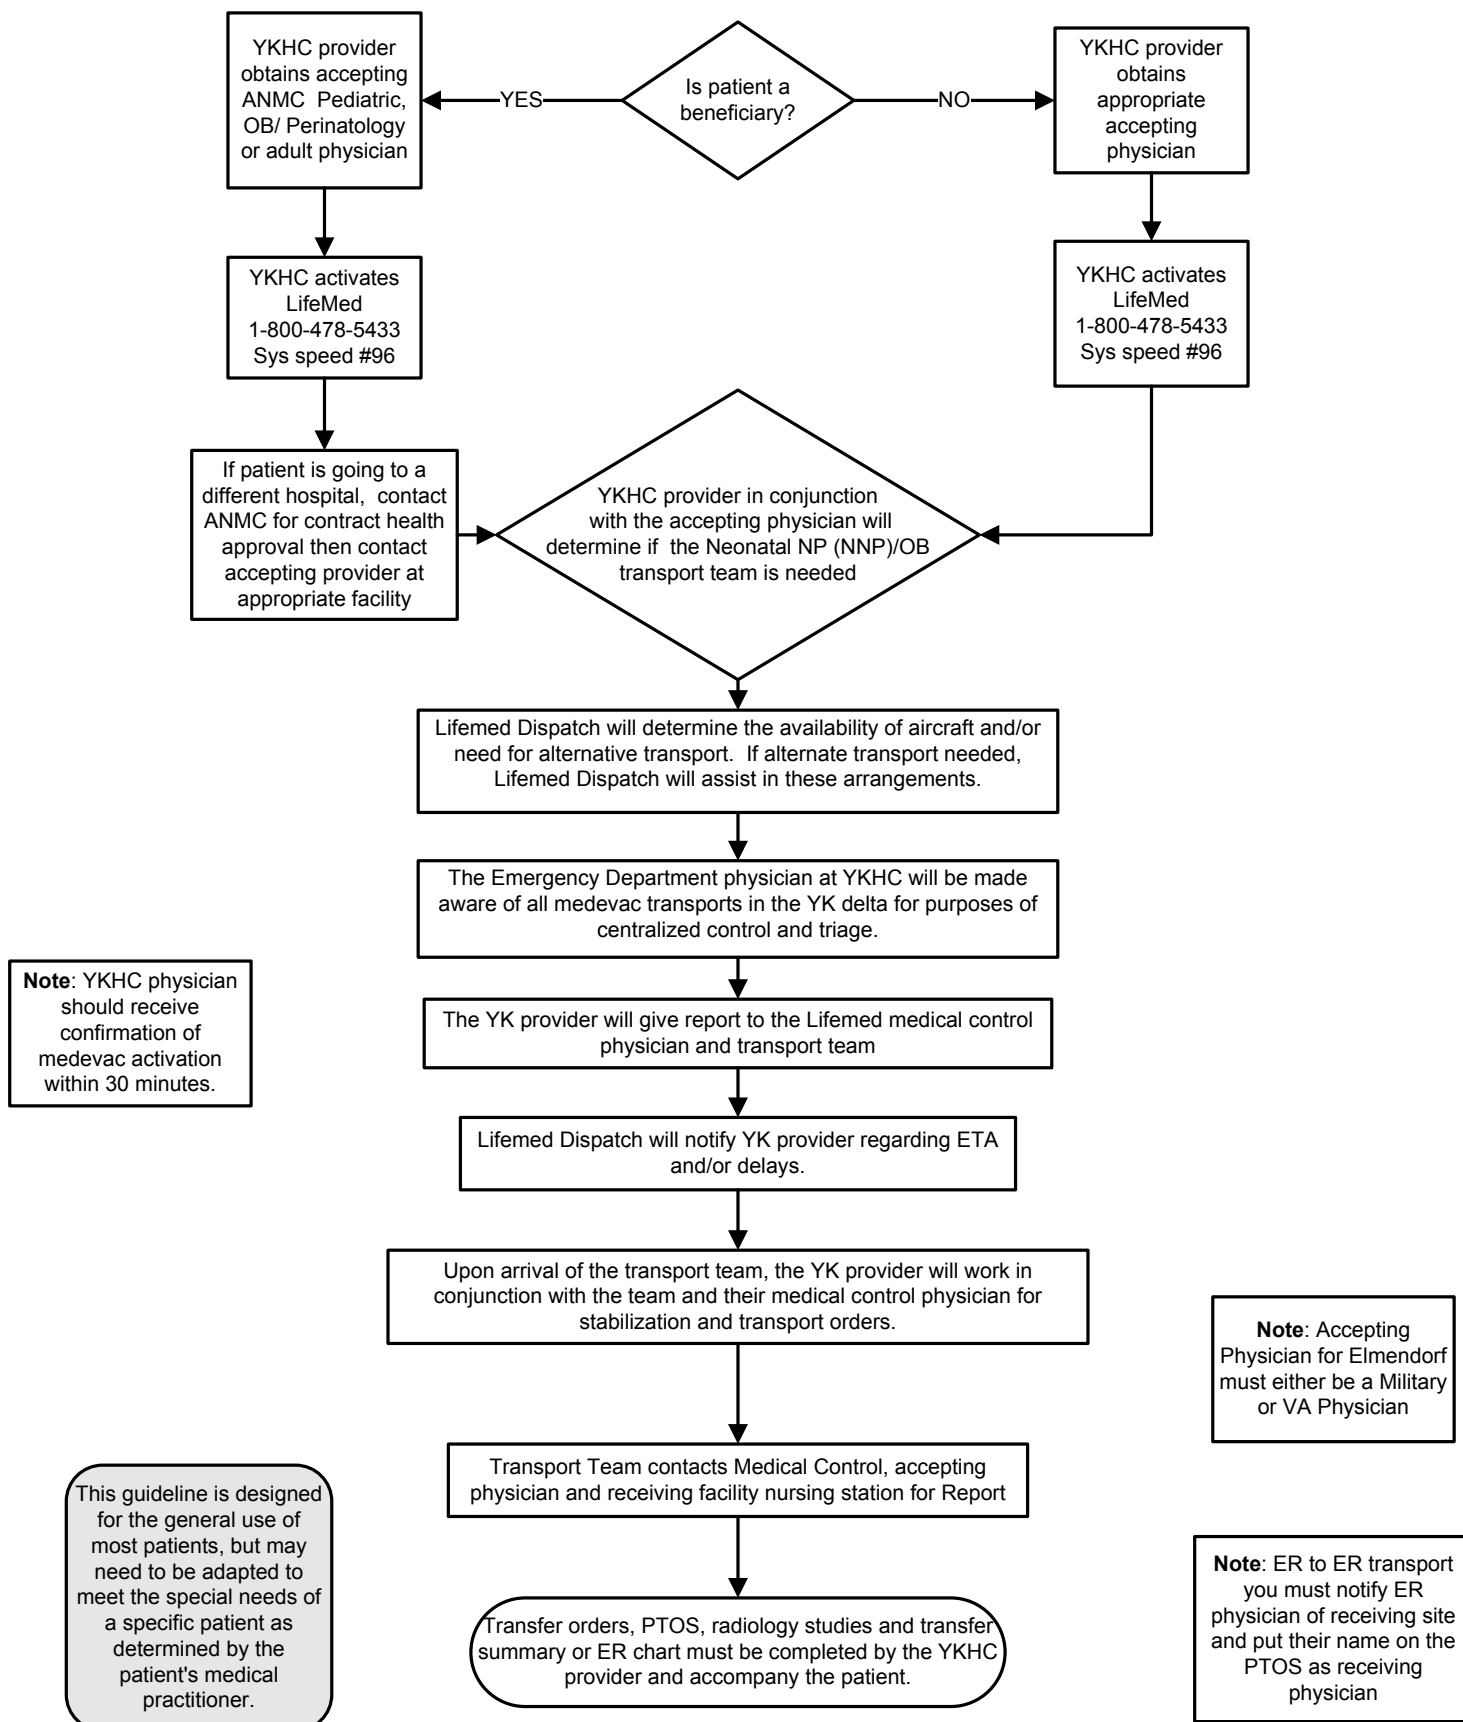 YKHC provider
obtains accepting
ANMC  Pediatric,
OB/ Perinatology
or adult physician
YES
Is patient a
beneficiary?
NO
YKHC provider
obtains
appropriate
accepting
physician
YKHC activates
LifeMed
1-800-478-5433
Sys speed #96
YKHC activates
LifeMed
1-800-478-5433
Sys speed #96
If patient is going to a
different hospital,  contact
ANMC for contract health
approval then contact
accepting provider at
appropriate facility
YKHC provider in conjunction
with the accepting physician will
determine if  the Neonatal NP (NNP)/OB
transport team is needed
Lifemed Dispatch will determine the availability of aircraft and/or
need for alternative transport.  If alternate transport needed,
Lifemed Dispatch will assist in these arrangements.
The Emergency Department physician at YKHC will be made
aware of all medevac transports in the YK delta for purposes of
centralized control and triage.
Note: YKHC physician
should receive
confirmation of
medevac activation
within 30 minutes.
The YK provider will give report to the Lifemed medical control
physician and transport team
Lifemed Dispatch will notify YK provider regarding ETA
and/or delays.
Upon arrival of the transport team, the YK provider will work in
conjunction with the team and their medical control physician for
stabilization and transport orders.
Note: Accepting
Physician for Elmendorf
must either be a Military
or VA Physician
Transport Team contacts Medical Control, accepting
physician and receiving facility nursing station for Report
This guideline is designed
for the general use of
most patients, but may
need to be adapted to
meet the special needs of
a specific patient as
determined by the
patient's medical
practitioner.
Note: ER to ER transport
you must notify ER
physician of receiving site
and put their name on the
PTOS as receiving
physician
Transfer orders, PTOS, radiology studies and transfer
summary or ER chart must be completed by the YKHC
provider and accompany the patient.